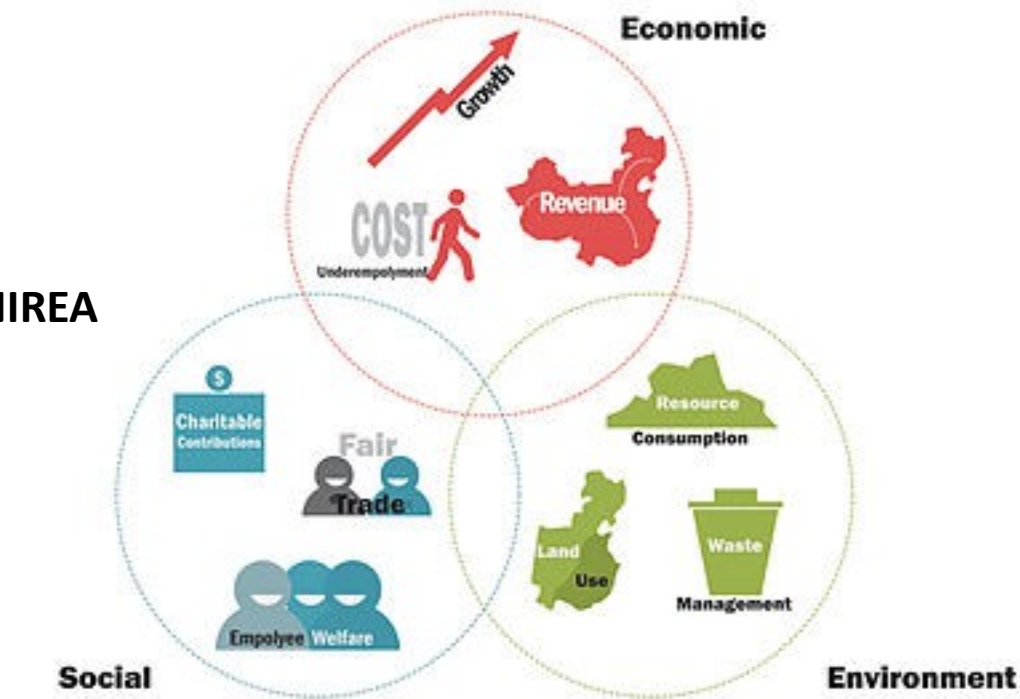 Economic
Growth
Revenue
COST
Underempolyment
IIREA
$
Charitable
Contributions
Fair
Trade
Empolyee Welfare
Social
Resource
Consumption
Land
Use
Waste
Management
Environment